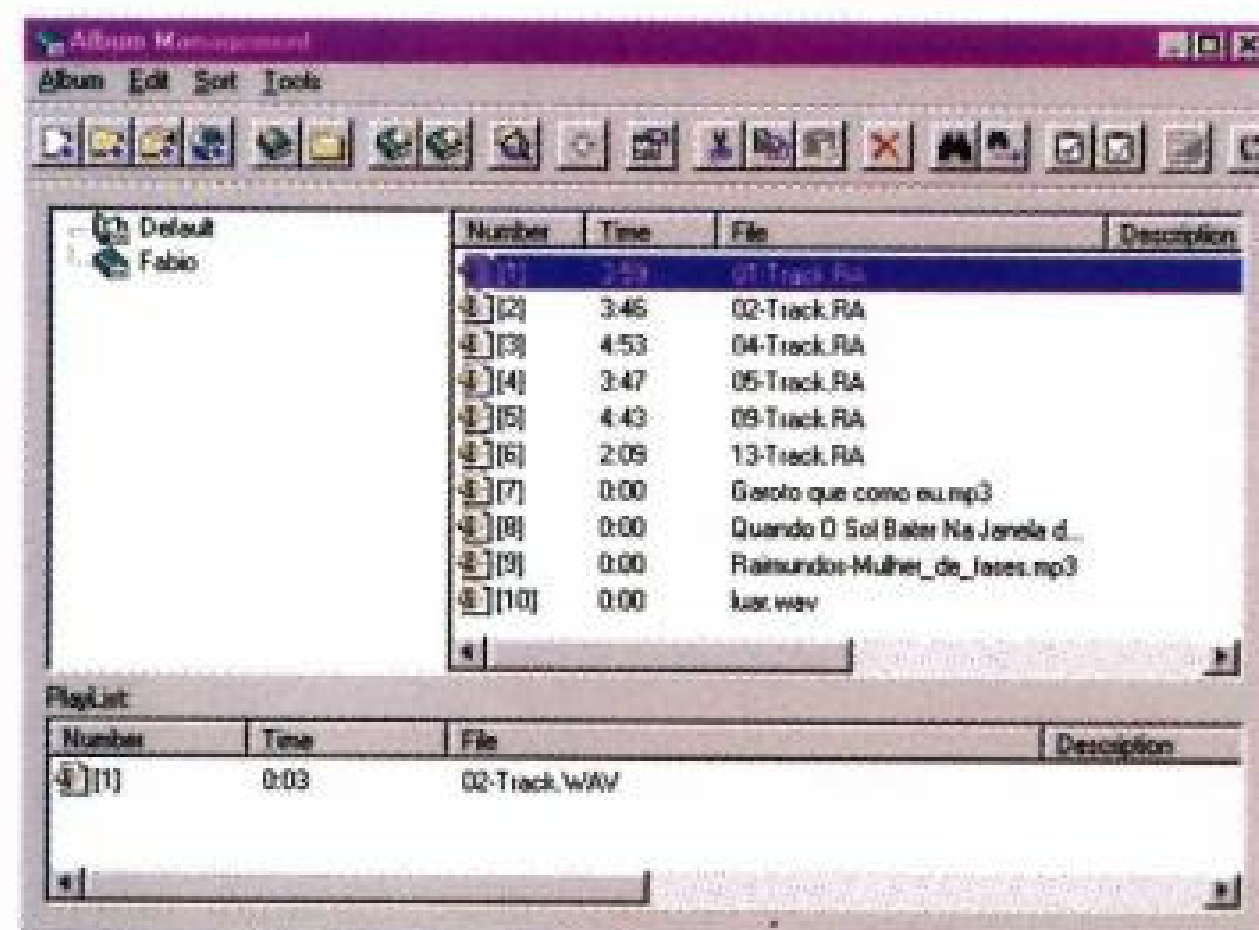 Album Management
Album Edit Sort Tools
Default
Fabio
Number Time File Description
[1] 01-Track.RA
[2] 3:46 02-Track.RA
[3] 4:53 04-Track.RA
[4] 3:47 05-Track.RA
[5] 4:43 09-Track.RA
[6] 2:09 13-Track.RA
[7] 0:00 Garoto que como eu.mp3
[8] 0:00 Quando O Sol Bater Na Janela d...
[9] 0:00 Raimundos-Mulher_de_fases.mp3
[10] 0:00 luar.wav
PlayList:
Number Time File Description
[1] 0:03 02-Track.WAV